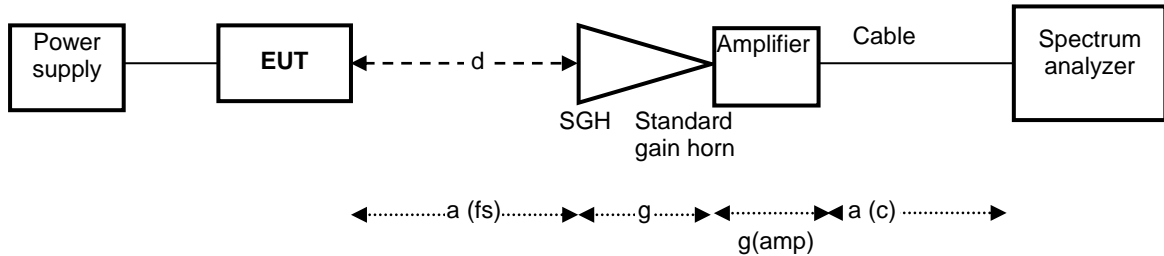 Power
supply
EUT
d
SGH
Standard
gain horn
Amplifier
Cable
Spectrum
analyzer
a (fs)
g
g(amp)
a (c)